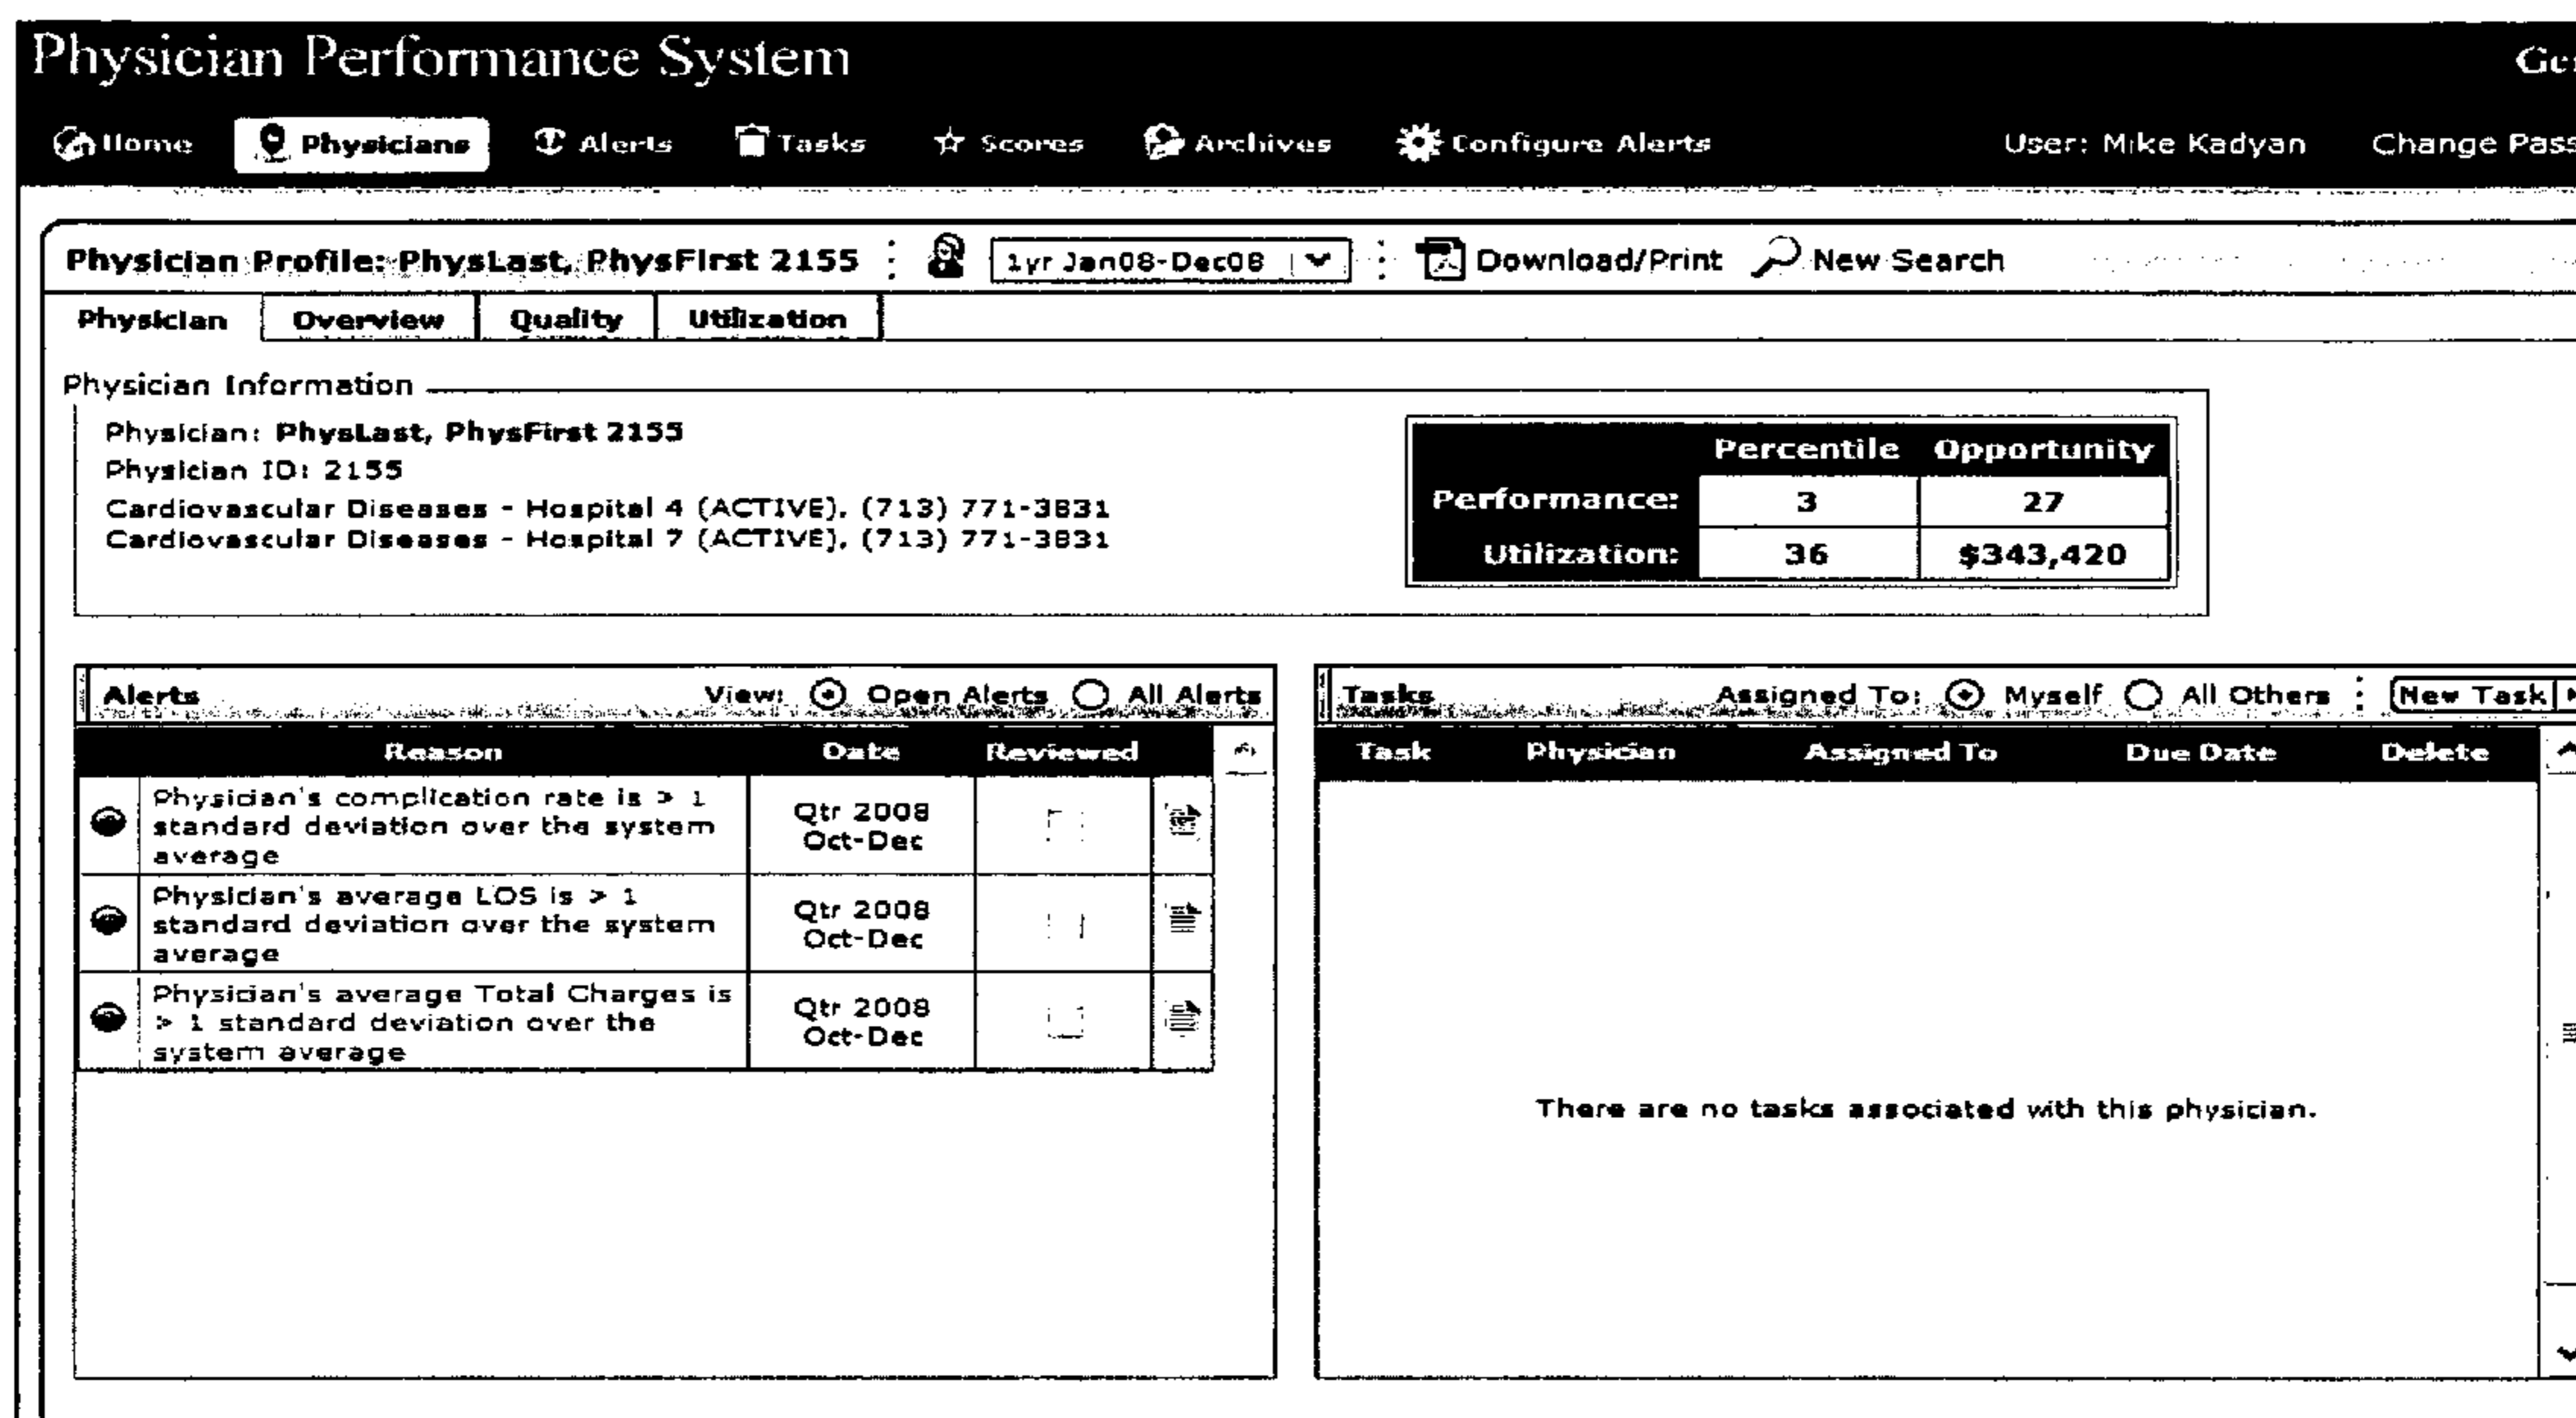 Physician Performance System
Home Physicians Alerts Tasks Scores Archives Configure Alerts User: Mike Kadyan Change
Physician Profile: PhysLast, PhysFirst 2155 1yr Jan08-Dec08 Download/Print New Search
Physician Overview Quality Utilization
Physician Information
Physician: PhysLast, PhysFirst 2155
Physician ID: 2155
Cardiovascular Diseases - Hospital 4 (ACTIVE), (713) 771-3831
Cardiovascular Diseases - Hospital 7 (ACTIVE), (713) 771-3831
Percentile Opportunity
Performance: 3 27
Utilization: 36 $343,420
Alerts View: Open Alerts All Alerts
Reason Date Reviewed
Physician's complication rate is > 1
standard deviation over the system
average
Qtr 2008
Oct-Dec
Physician's average LOS is > 1
standard deviation over the system
average
Qtr 2008
Oct-Dec
Physician's average Total Charges is
> 1 standard deviation over the
system average
Qtr 2008
Oct-Dec
Tasks Assigned To: Myself All Others New Task
Task Physician Assigned To Due Date Delete
There are no tasks associated with this physician.